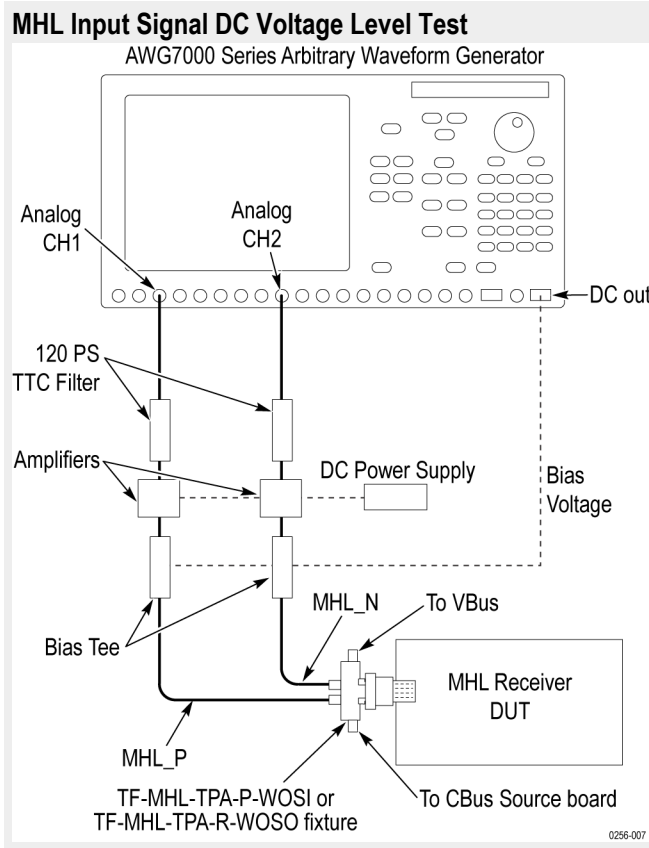 MHL Input Signal DC Voltage Level Test
AWG7000 Series Arbitrary Waveform Generator
Analog
CH1
Analog
CH2
DC out
120 PS
TTC Filter
Amplifiers
DC Power Supply
Bias
Voltage
Bias Tee
MHL_N
To VBus
MHL Receiver
DUT
MHL_P
TF-MHL-TPA-P-WOSI or
TF-MHL-TPA-R-WOSO fixture
To CBus Source board
0256-007